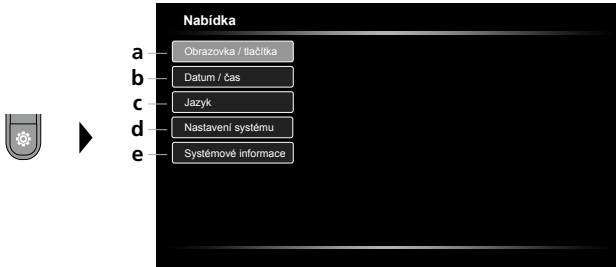 Nabídka
a Obrazovka / tlačítka
b Datum / čas
c Jazyk
d Nastavení systému
e Systémové informace